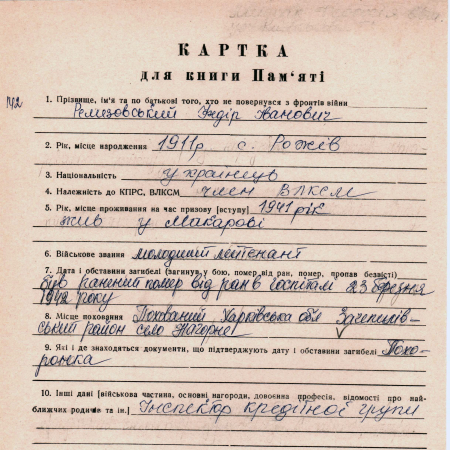 КАРТКА
для книги Пам'яті
142
1. Прізвище, ім'я та по батькові того, хто не повернувся з фронтів війни
Ремезовський Іванович
2. Рік, місце народження 1911р с. Рожів
3. Національність українець
4. Належність до КПРС, ВЛКСМ член ВЛКСМ
5. Рік, місце проживання на час призову [вступу] 1941 рік
жив у Макарові
6. Військове звання молодший лейтенант
7. Дата і обставини загибелі (загинув у бою, помер від ран, помер, пропав безвісті)
був ранений помер від ран в госпіталі 23 березня
1942 року
8. Місце поховання Похований Харківська обл Зачепилів-
ський район село Нагорне
9. Які і де знаходяться документи, що підтверджують дату і обставини загибелі Похо-
ронка
10. Інші дані [військова частина, основні нагороди, довоєнна професія, відомості про най-
ближчих родичів та ін.] Інспектор кредітної групи